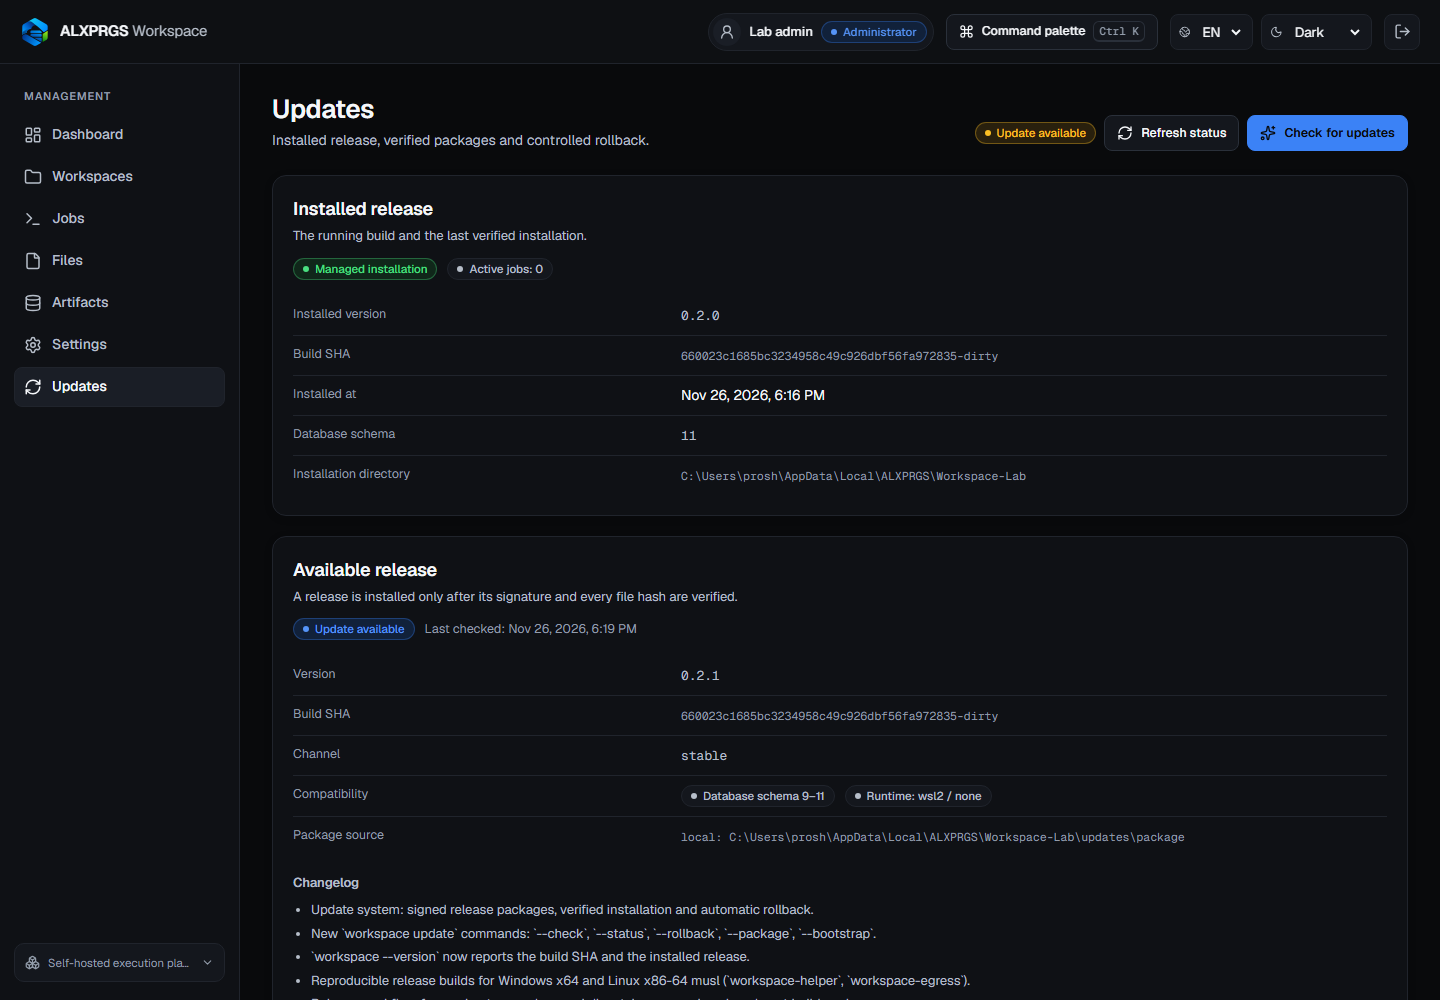 ALXPRGS Workspace
Lab admin
Administrator
Command palette
Ctrl K
EN
Dark
MANAGEMENT
Dashboard
Workspaces
Jobs
Files
Artifacts
Settings
Updates
Self-hosted execution pla...
Updates
Installed release, verified packages and controlled rollback.
Update available
Refresh status
Check for updates
Installed release
The running build and the last verified installation.
Managed installation
Active jobs: 0
Installed version
0.2.0
Build SHA
660023c1685bc3234958c49c926dbf56fa972835-dirty
Installed at
Nov 26, 2026, 6:16 PM
Database schema
11
Installation directory
C:\Users\prosh\AppData\Local\ALXPRGS\Workspace-Lab
Available release
A release is installed only after its signature and every file hash are verified.
Update available
Last checked: Nov 26, 2026, 6:19 PM
Version
0.2.1
Build SHA
660023c1685bc3234958c49c926dbf56fa972835-dirty
Channel
stable
Compatibility
Database schema 9–11
Runtime: wsl2 / none
Package source
local: C:\Users\prosh\AppData\Local\ALXPRGS\Workspace-Lab\updates\package
Changelog
• Update system: signed release packages, verified installation and automatic rollback.
• New `workspace update` commands: `--check`, `--status`, `--rollback`, `--package`, `--bootstrap`.
• `workspace --version` now reports the build SHA and the installed release.
• Reproducible release builds for Windows x64 and Linux x86-64 musl (`workspace-helper`, `workspace-egress`).